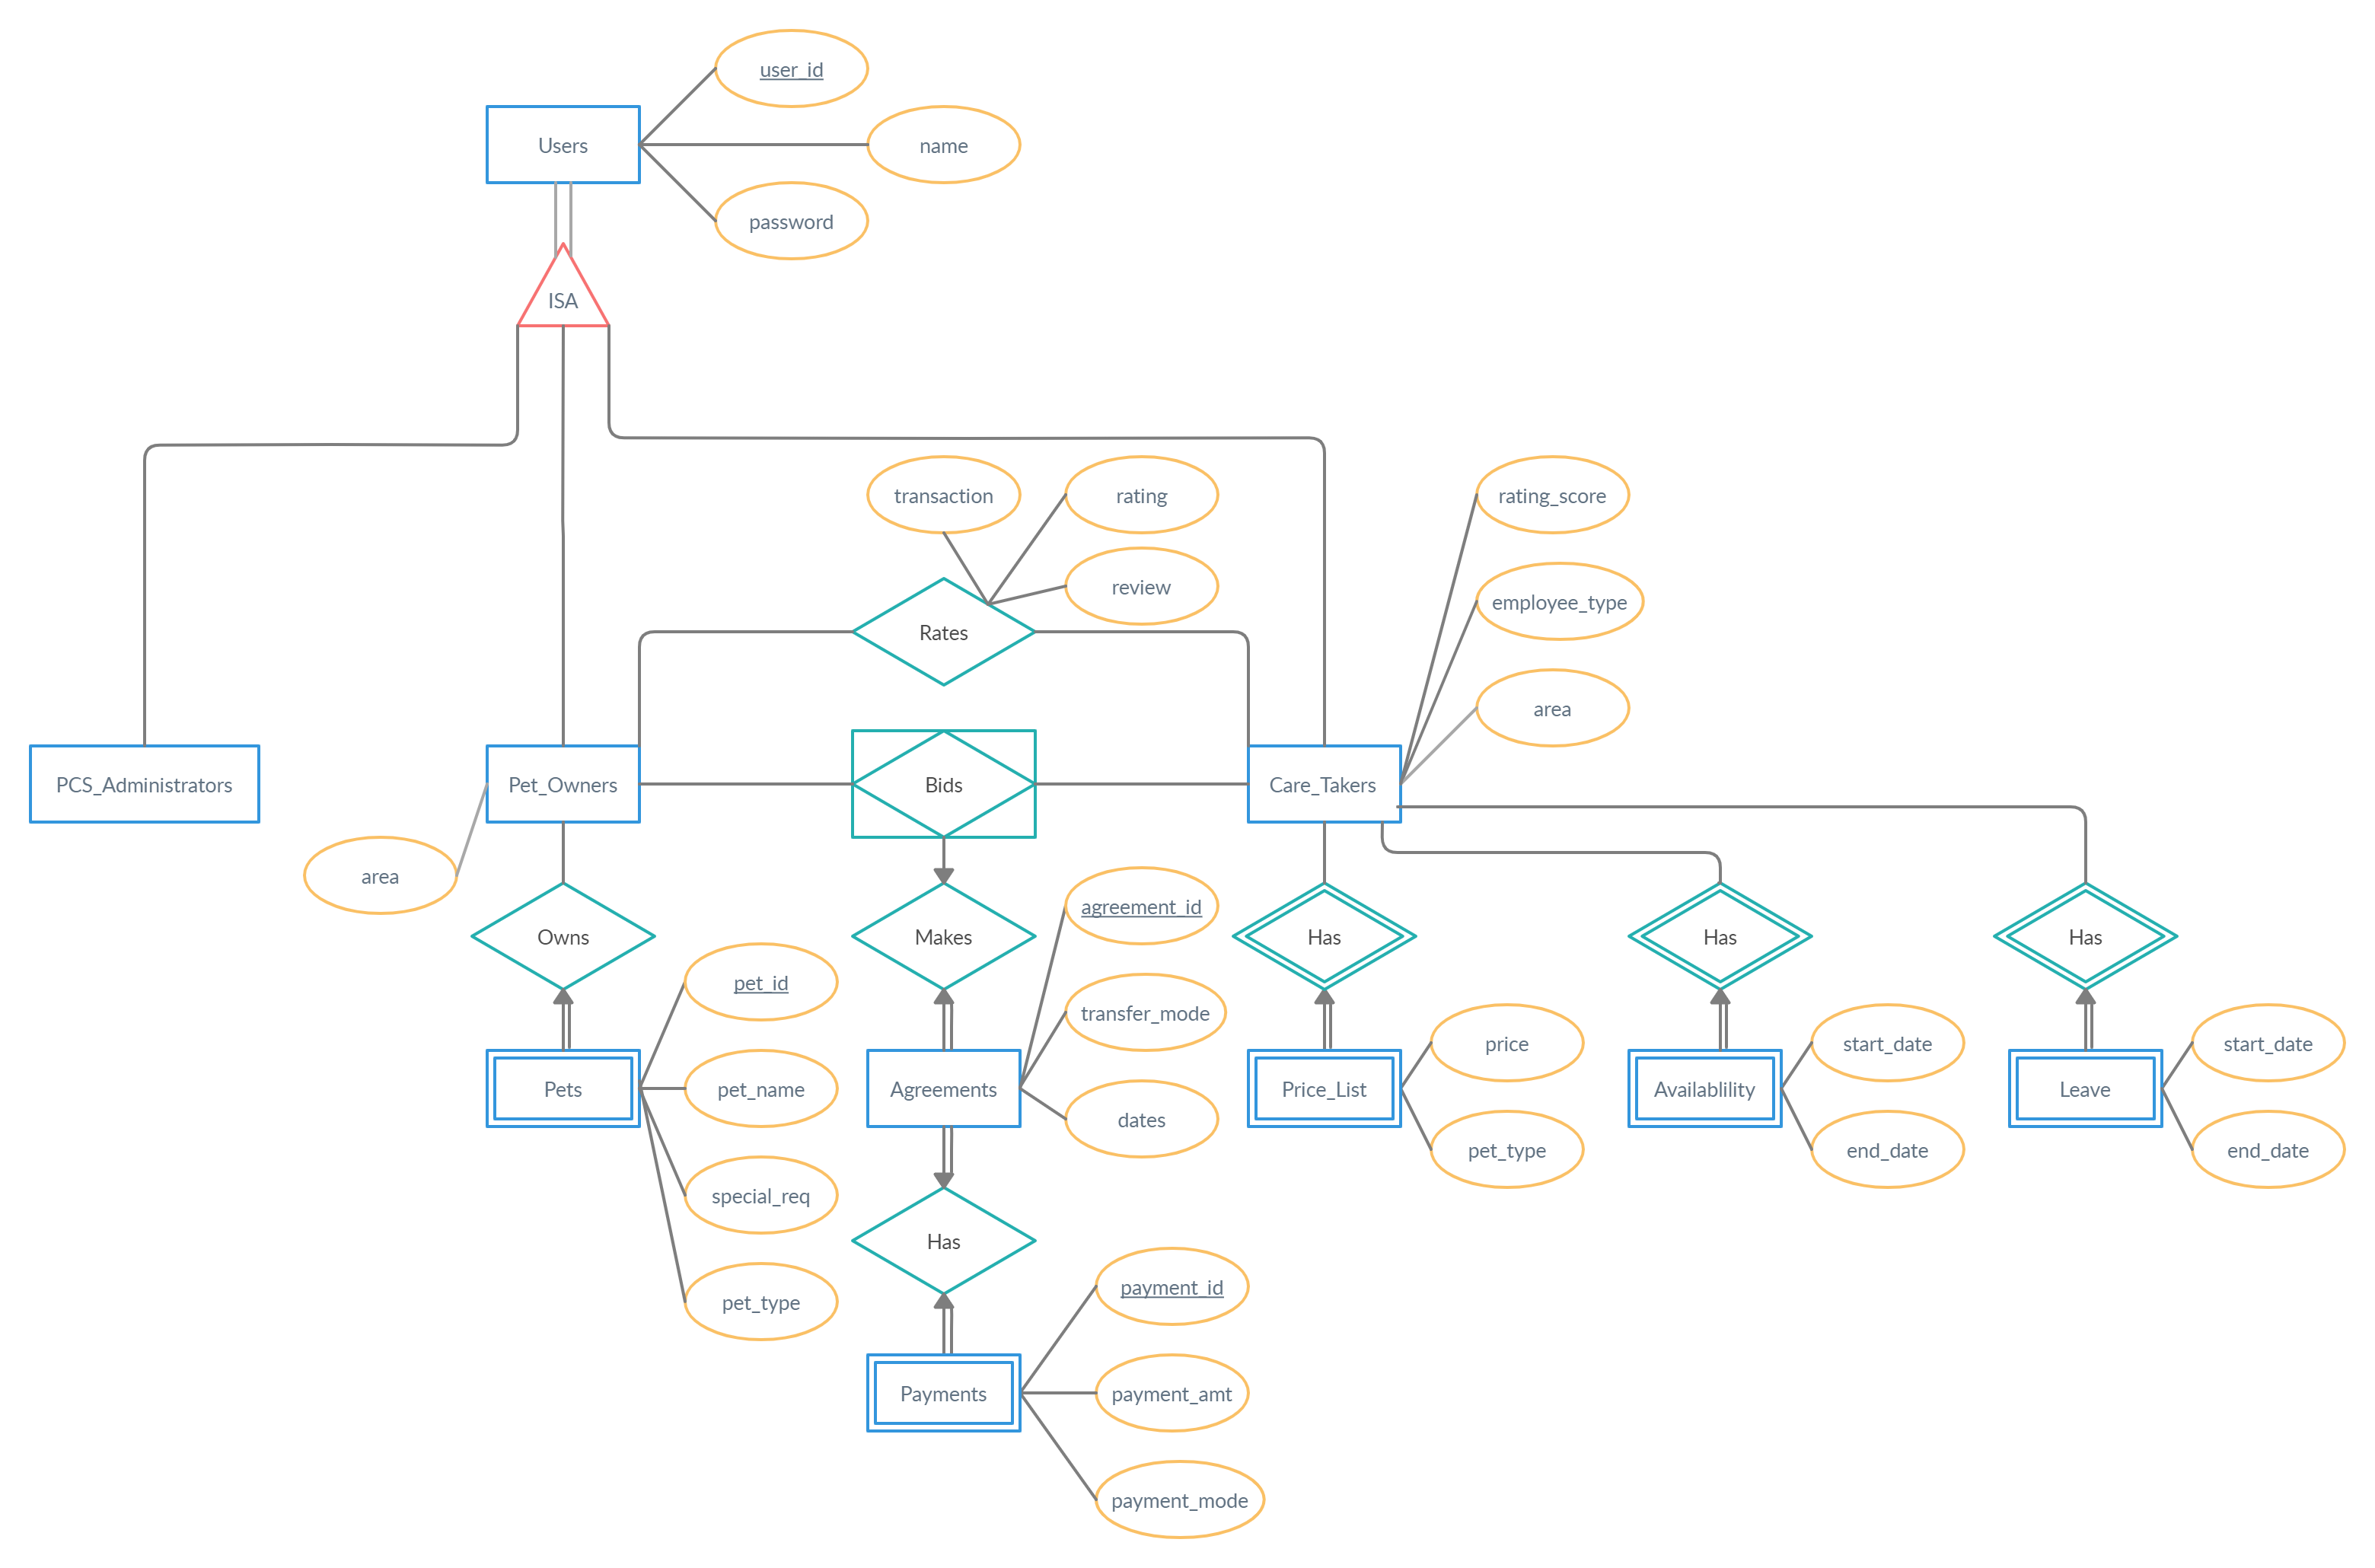 user_id
Users
name
password
ISA
transaction
rating
rating_score
review
employee_type
Rates
area
PCS_Administrators
Pet_Owners
Bids
Care_Takers
area
agreement_id
Owns
Makes
Has
Has
Has
pet_id
transfer_mode
price
start_date
start_date
Pets
pet_name
Agreements
Price_List
Availablility
Leave
dates
pet_type
end_date
end_date
special_req
Has
payment_id
pet_type
Payments
payment_amt
payment_mode